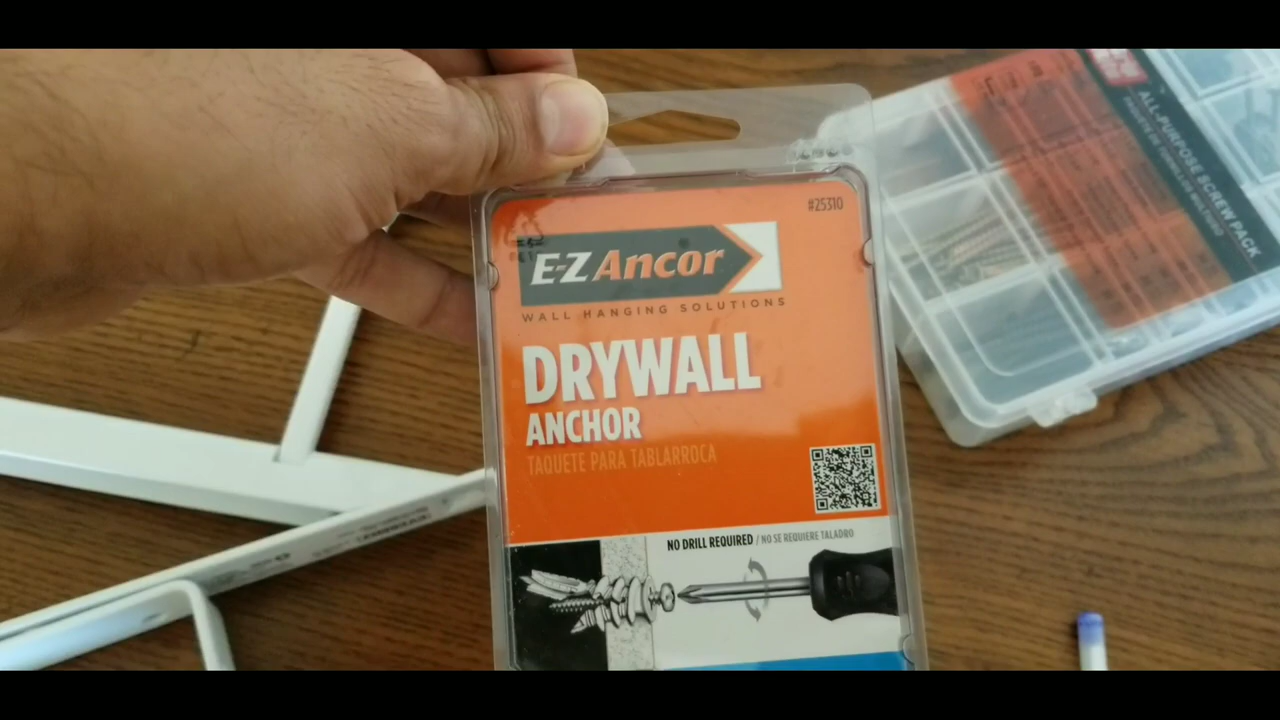 #25310
E-Z Ancor®
WALL HANGING SOLUTIONS
DRYWALL
ANCHOR
TAQUETE PARA TABLARROCA
NO DRILL REQUIRED / NO SE REQUIERE TALADRO
ALL-PURPOSE SCREW PACK